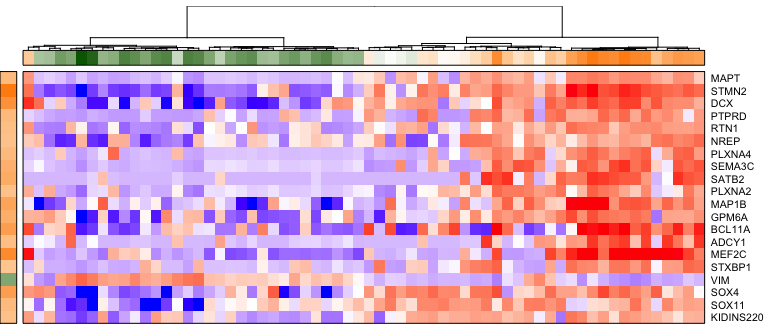 MAPT
STMN2
DCX
PTPRD
RTN1
NREP
PLXNA4
SEMA3C
SATB2
PLXNA2
MAP1B
GPM6A
BCL11A
ADCY1
MEF2C
STXBP1
VIM
SOX4
SOX11
KIDINS220